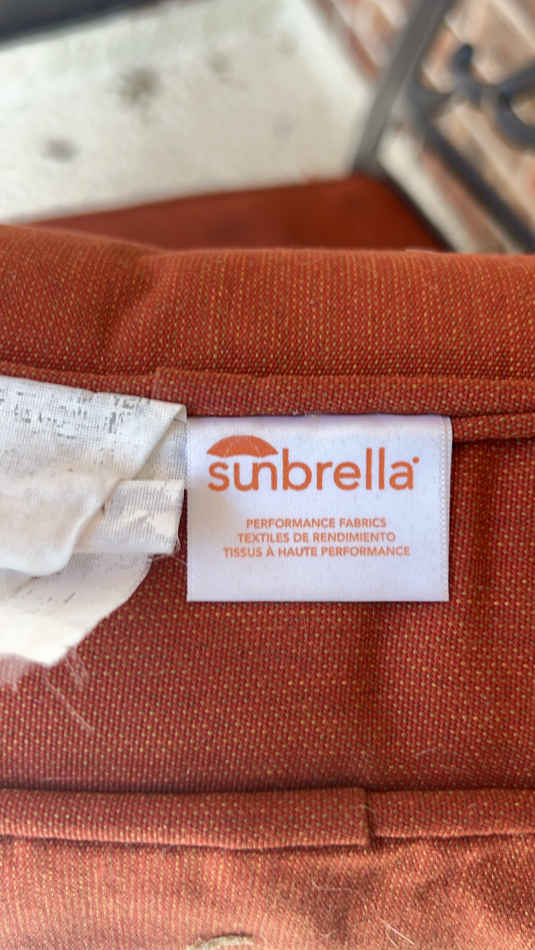 sunbrella
PERFORMANCE FABRICS
TEXTILES DE RENDIMIENTO
TISSUS À HAUTE PERFORMANCE